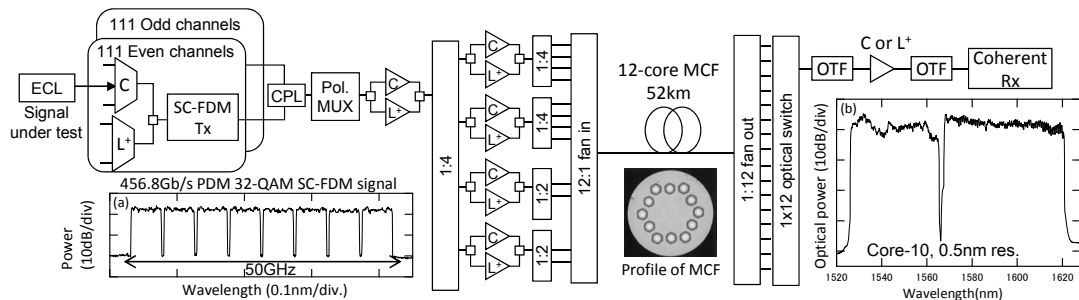 111 Odd channels
111 Even channels
ECL
Signal
under test
C
L+
SC-FDM
Tx
CPL
Pol.
MUX
C
L+
1:4
C
L+
1:4
C
L+
1:4
C
L+
1:2
C
L+
1:2
12:1 fan in
12-core MCF
52km
Profile of MCF
1:12 fan out
1x12 optical switch
OTF
C or L+
OTF
Coherent
Rx
456.8Gb/s PDM 32-QAM SC-FDM signal
(a)
Power
(10dB/div)
50GHz
Wavelength (0.1nm/div.)
(b)
Optical power (10dB/div)
Core-10, 0.5nm res.
1520 1540 1560 1580 1600 1620
Wavelength(nm)